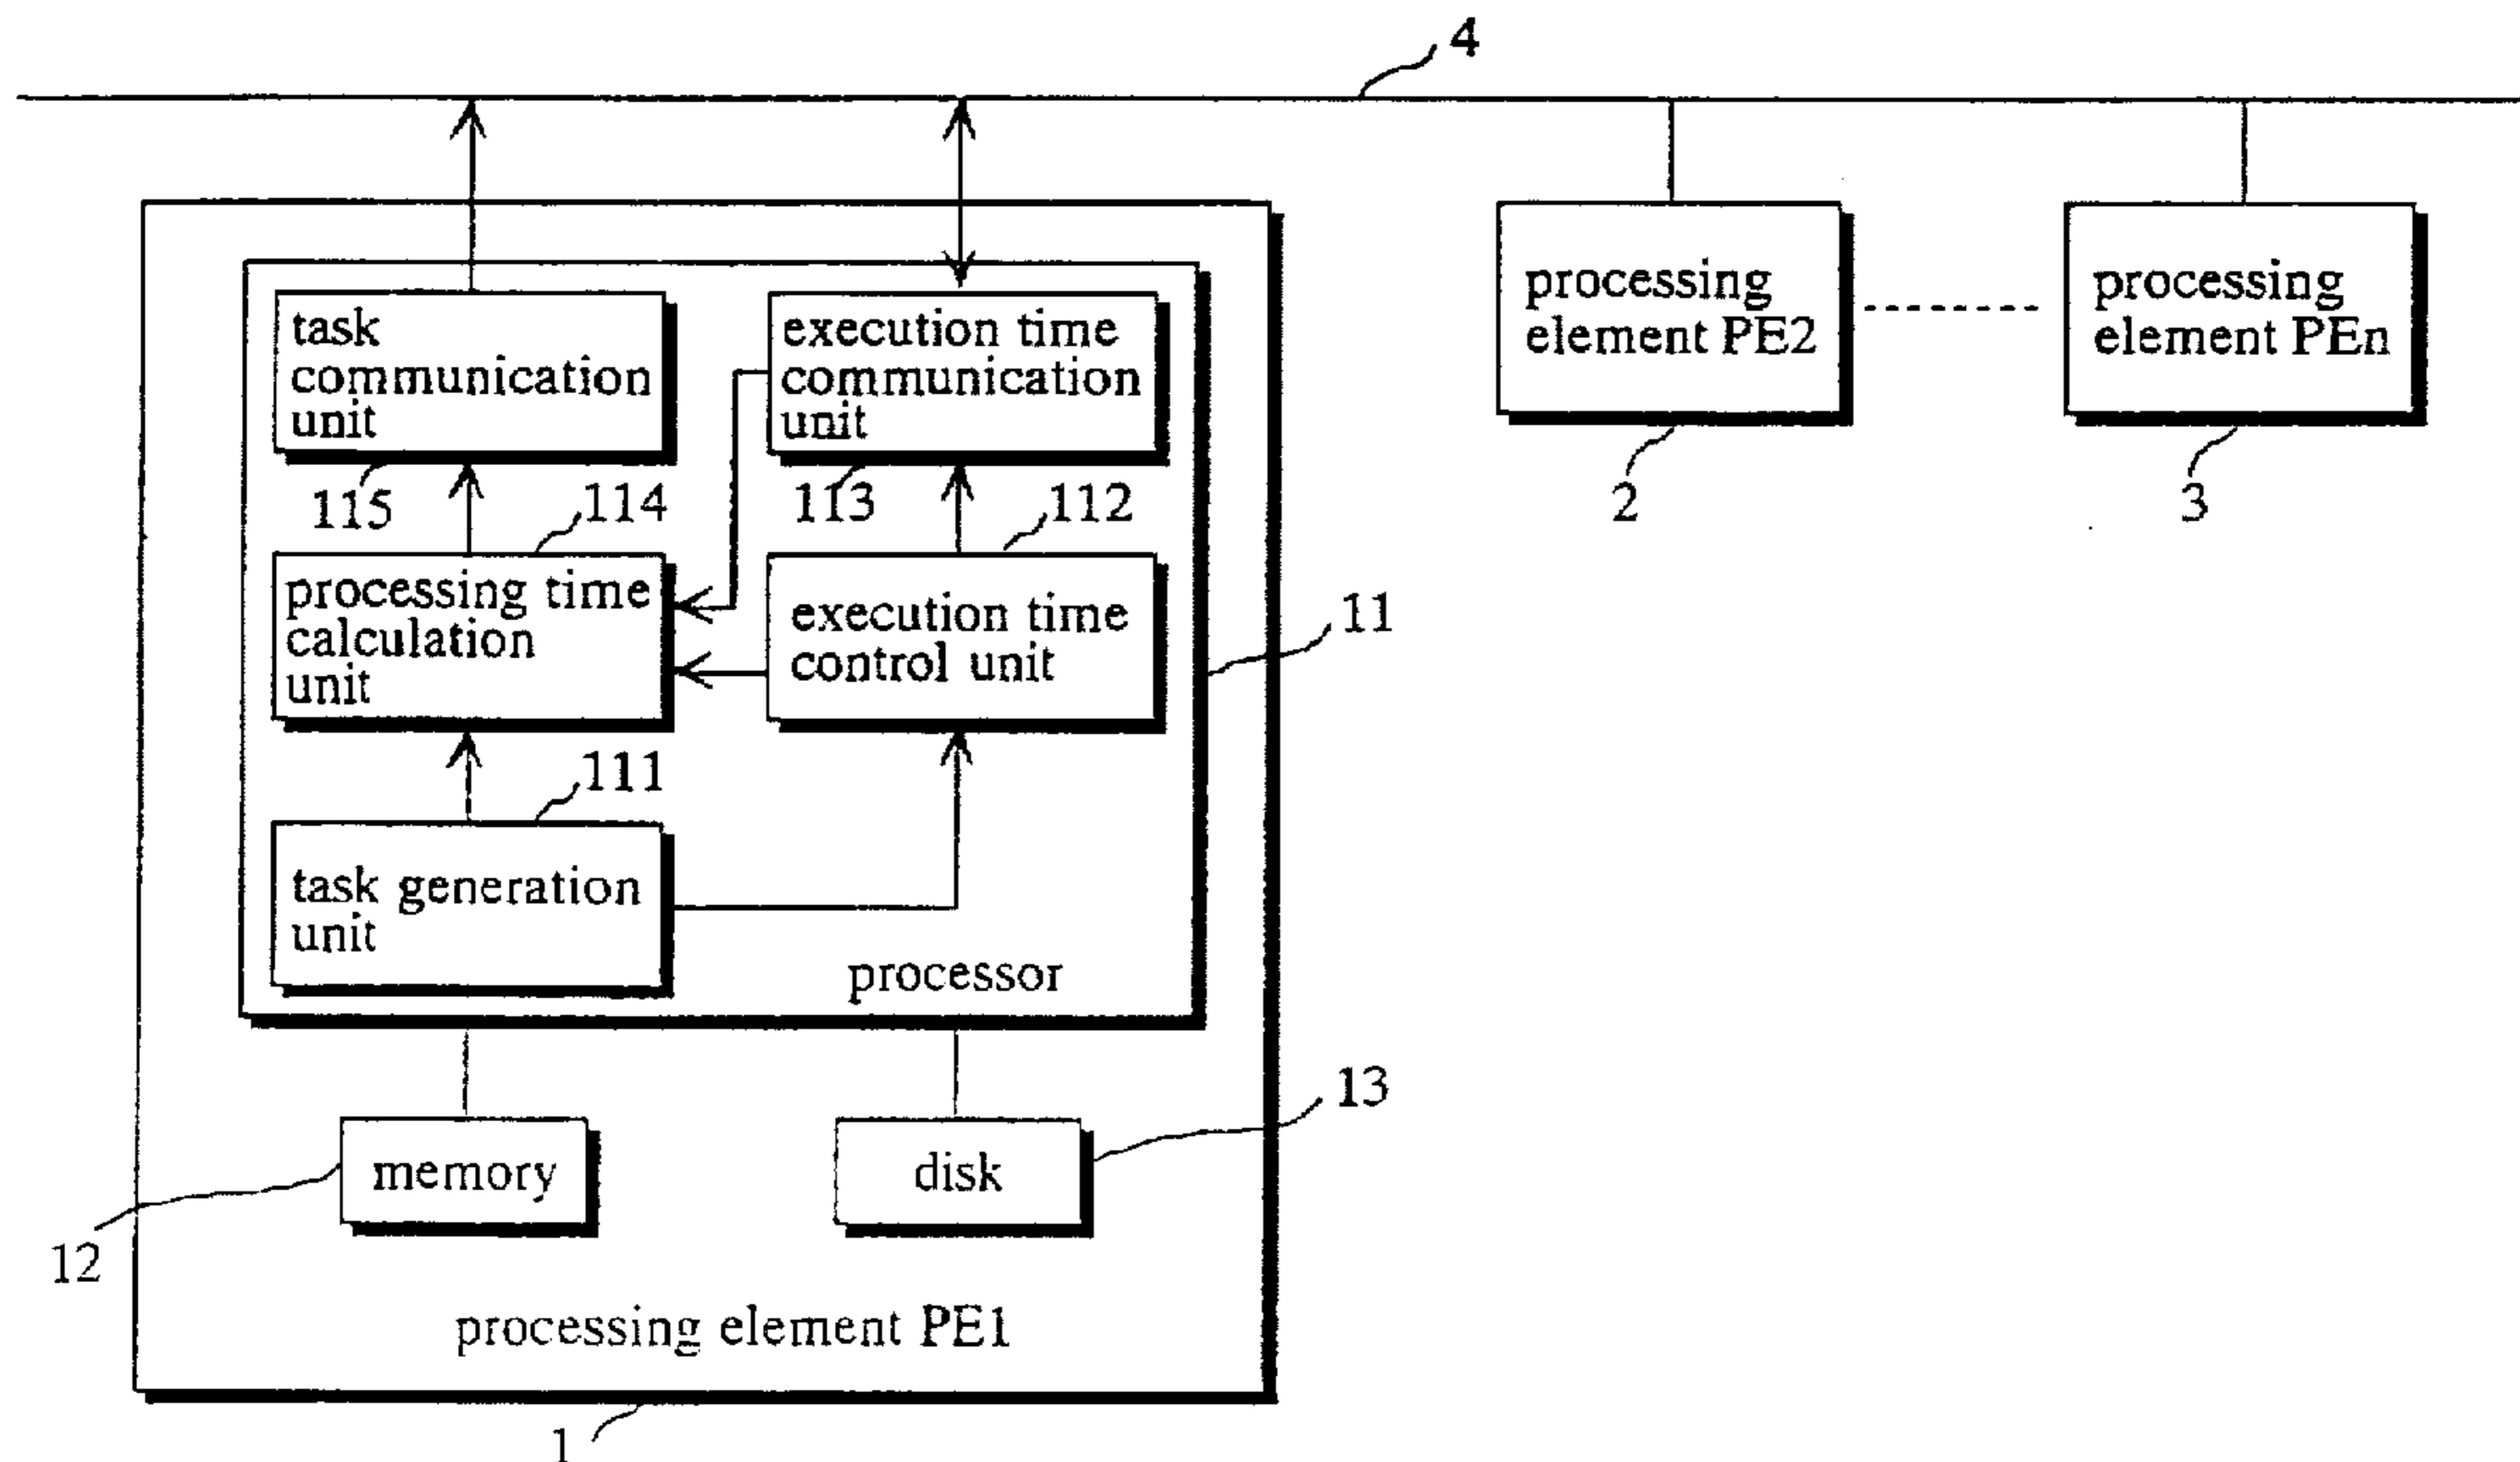 4
task
communication
unit
execution time
communication
unit
processing
element PE2
processing
element PEn
115
114
113
112
2
3
processing time
calculation
unit
execution time
control unit
11
111
task generation
unit
processor
13
memory
disk
12
processing element PE1
1